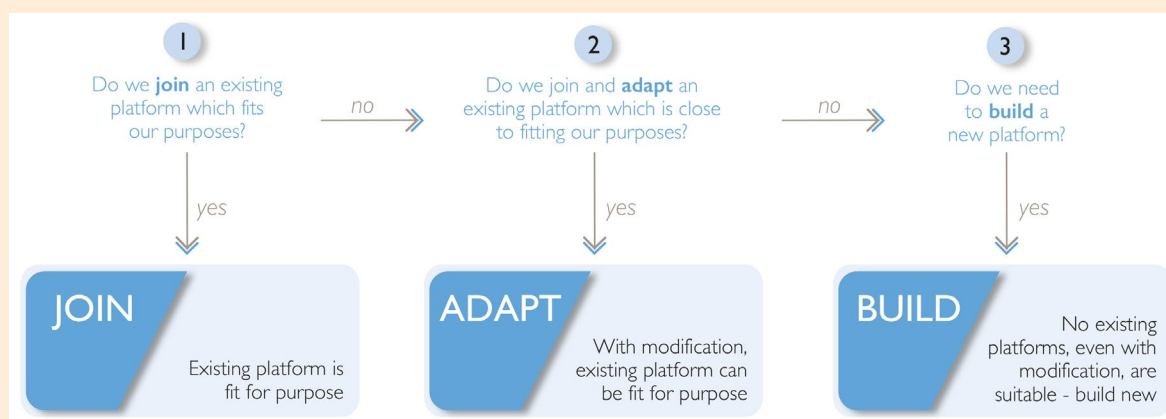 1
Do we join an existing
platform which fits
our purposes?
no
2
Do we join and adapt an
existing platform which is close
to fitting our purposes?
no
3
Do we need
to build a
new platform?
yes
yes
yes
JOIN
Existing platform is
fit for purpose
ADAPT
With modification,
existing platform can
be fit for purpose
BUILD
No existing
platforms, even with
modification, are
suitable - build new